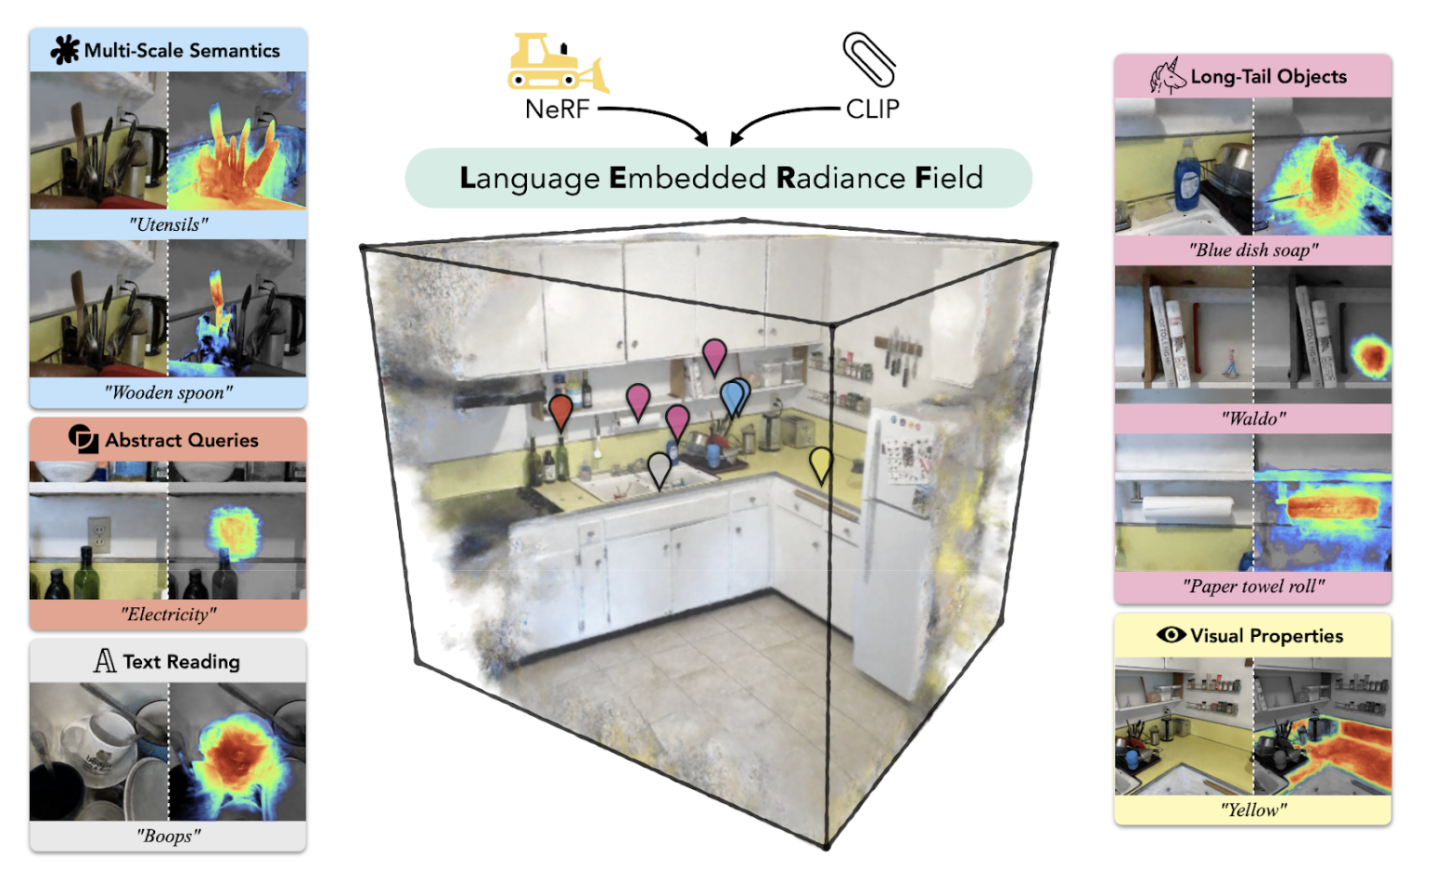 Multi-Scale Semantics
"Utensils"
"Wooden spoon"
Abstract Queries
"Electricity"
Text Reading
"Boops"
NeRF
CLIP
Language Embedded Radiance Field
Long-Tail Objects
"Blue dish soap"
OTTOLENGHI
"Waldo"
"Paper towel roll"
Visual Properties
"Yellow"